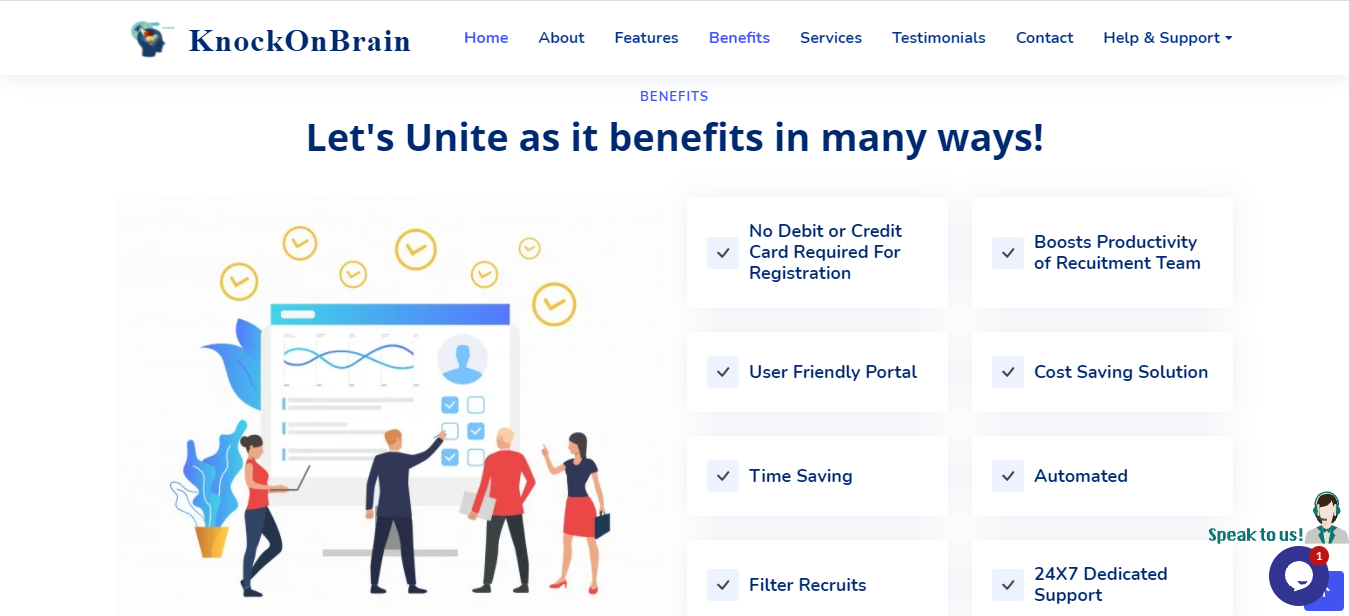 KnockOnBrain
Home About Features Benefits Services Testimonials Contact Help & Support
BENEFITS
Let's Unite as it benefits in many ways!
No Debit or Credit
Card Required For
Registration
Boosts Productivity
of Recuitment Team
User Friendly Portal
Cost Saving Solution
Time Saving
Automated
Speak to us!
Filter Recruits
24X7 Dedicated
Support
1